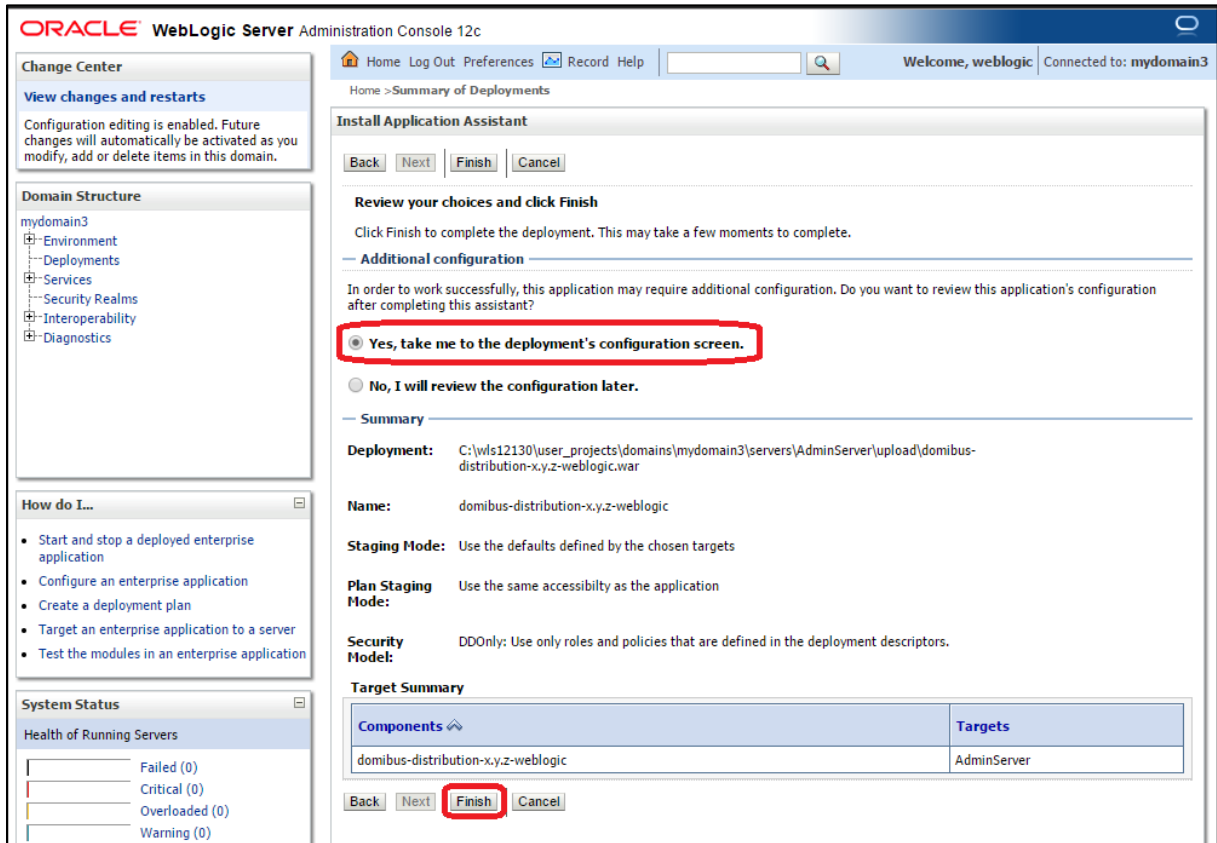 ORACLE WebLogic Server Administration Console 12c
Change Center
View changes and restarts
Configuration editing is enabled. Future
changes will automatically be activated as you
modify, add or delete items in this domain.
Domain Structure
mydomain3
Environment
Deployments
Services
Security Realms
Interoperability
Diagnostics
How do I...
Start and stop a deployed enterprise
application
Configure an enterprise application
Create a deployment plan
Target an enterprise application to a server
Test the modules in an enterprise application
System Status
Health of Running Servers
Failed (0)
Critical (0)
Overloaded (0)
Warning (0)
Home Log Out Preferences Record Help
Welcome, weblogic Connected to: mydomain3
Home >Summary of Deployments
Install Application Assistant
Back Next Finish Cancel
Review your choices and click Finish
Click Finish to complete the deployment. This may take a few moments to complete.
Additional configuration
In order to work successfully, this application may require additional configuration. Do you want to review this application's configuration
after completing this assistant?
Yes, take me to the deployment's configuration screen.
No, I will review the configuration later.
Summary
Deployment: C:\wls12130\user_projects\domains\mydomain3\servers\AdminServer\upload\domibus-
distribution-x.y.z-weblogic.war
Name: domibus-distribution-x.y.z-weblogic
Staging Mode: Use the defaults defined by the chosen targets
Plan Staging Use the same accessibilty as the application
Mode:
Security DDOnly: Use only roles and policies that are defined in the deployment descriptors.
Model:
Target Summary
Components Targets
domibus-distribution-x.y.z-weblogic AdminServer
Back Next Finish Cancel